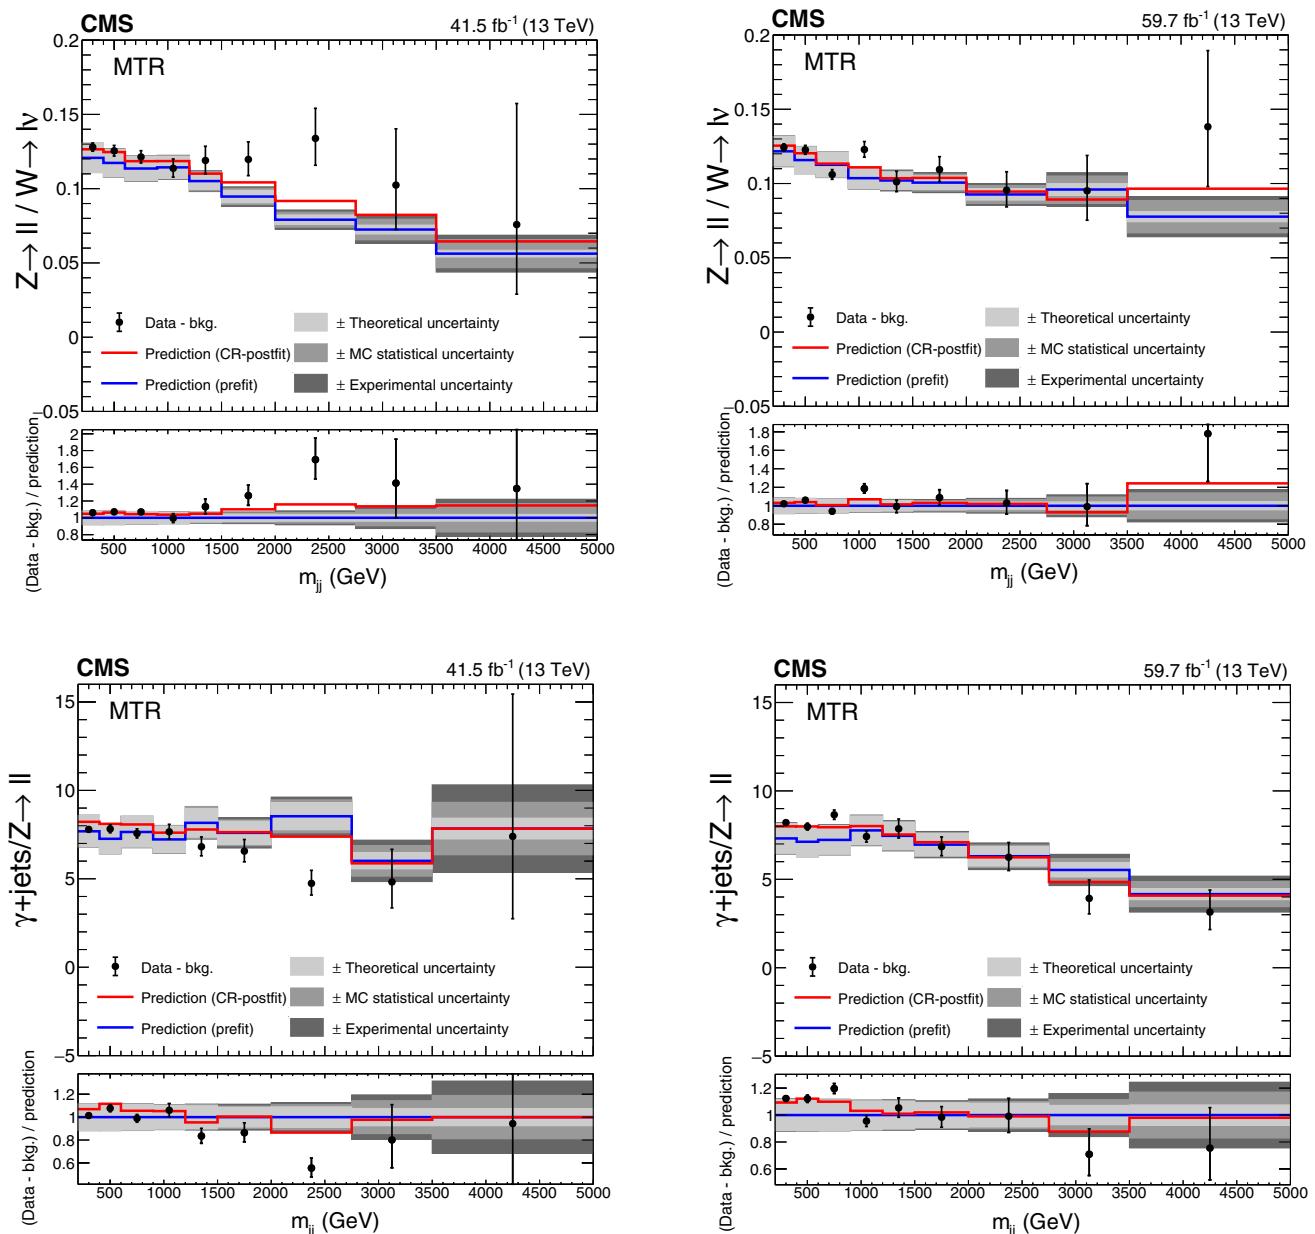 CMS 41.5 fb⁻¹ (13 TeV)
MTR
Z→ ll / W→ lν
0.2
0.15
0.1
0.05
0
−0.05
Data - bkg.
Prediction (CR-postfit)
Prediction (prefit)
± Theoretical uncertainty
± MC statistical uncertainty
± Experimental uncertainty
(Data - bkg.) / prediction
2
1.8
1.6
1.4
1.2
1
0.8
500 1000 1500 2000 2500 3000 3500 4000 4500 5000
m_jj (GeV)
CMS 59.7 fb⁻¹ (13 TeV)
MTR
Z→ ll / W→ lν
0.2
0.15
0.1
0.05
0
−0.05
Data - bkg.
Prediction (CR-postfit)
Prediction (prefit)
± Theoretical uncertainty
± MC statistical uncertainty
± Experimental uncertainty
(Data - bkg.) / prediction
1.8
1.6
1.4
1.2
1
0.8
500 1000 1500 2000 2500 3000 3500 4000 4500 5000
m_jj (GeV)
CMS 41.5 fb⁻¹ (13 TeV)
MTR
γ+jets/Z→ ll
15
10
5
0
−5
Data - bkg.
Prediction (CR-postfit)
Prediction (prefit)
± Theoretical uncertainty
± MC statistical uncertainty
± Experimental uncertainty
(Data - bkg.) / prediction
1.2
1
0.8
0.6
500 1000 1500 2000 2500 3000 3500 4000 4500 5000
m_jj (GeV)
CMS 59.7 fb⁻¹ (13 TeV)
MTR
γ+jets/Z→ ll
15
10
5
0
−5
Data - bkg.
Prediction (CR-postfit)
Prediction (prefit)
± Theoretical uncertainty
± MC statistical uncertainty
± Experimental uncertainty
(Data - bkg.) / prediction
1.2
1
0.8
0.6
500 1000 1500 2000 2500 3000 3500 4000 4500 5000
m_jj (GeV)